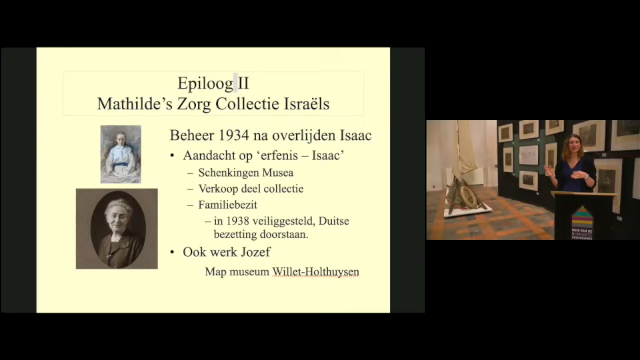 Epiloog II
Mathilde's Zorg Collectie Israëls
Beheer 1934 na overlijden Isaac
• Aandacht op 'erfenis – Isaac'
– Schenkingen Musea
– Verkoop deel collectie
– Familiebezit
– in 1938 veiliggesteld, Duitse
bezetting doorstaan.
• Ook werk Jozef
Map museum Willet-Holthuysen